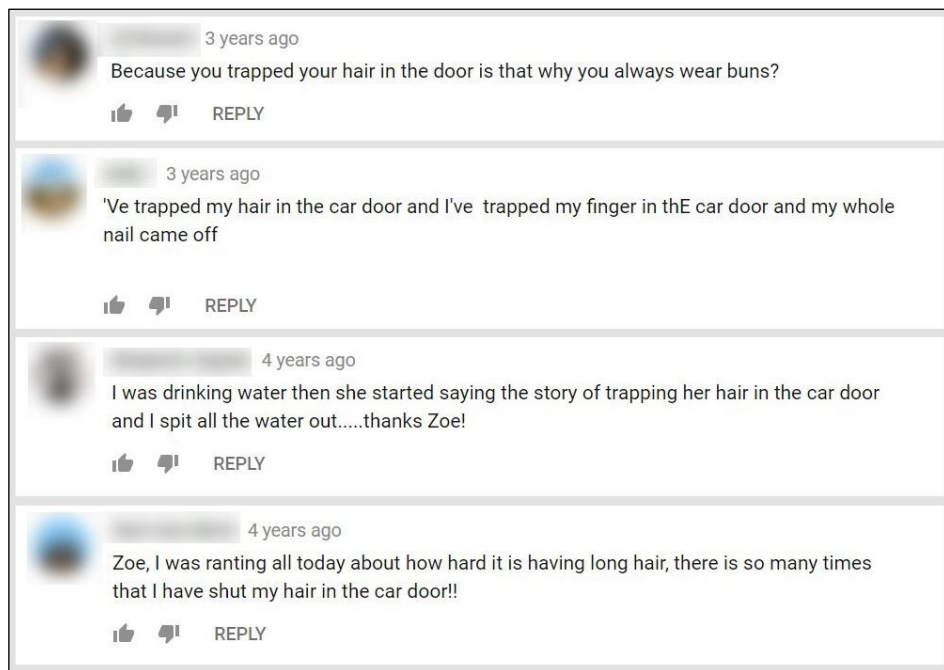 3 years ago
Because you trapped your hair in the door is that why you always wear buns?
REPLY
3 years ago
'Ve trapped my hair in the car door and I've  trapped my finger in thE car door and my whole
nail came off
REPLY
4 years ago
I was drinking water then she started saying the story of trapping her hair in the car door
and I spit all the water out.....thanks Zoe!
REPLY
4 years ago
Zoe, I was ranting all today about how hard it is having long hair, there is so many times
that I have shut my hair in the car door!!
REPLY